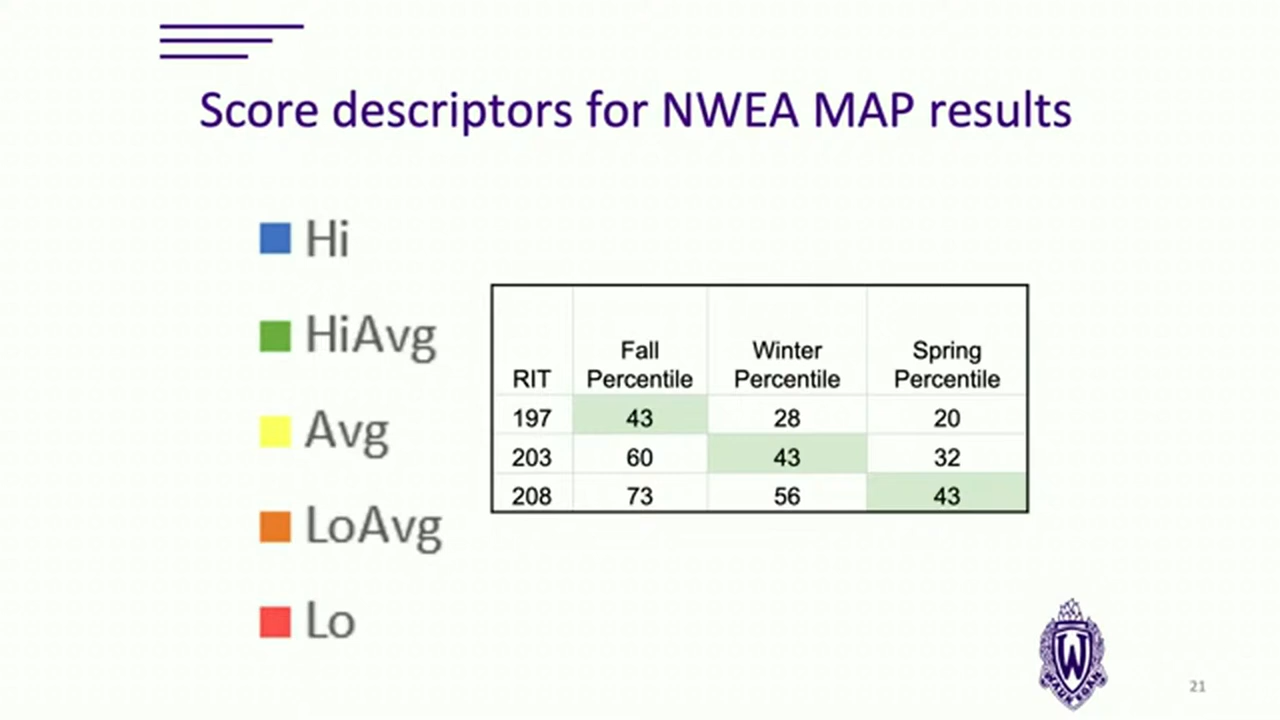 Score descriptors for NWEA MAP results
Hi
HiAvg
Avg
LoAvg
Lo
RIT Fall Percentile Winter Percentile Spring Percentile
197 43 28 20
203 60 43 32
208 73 56 43
W
WAUKEGAN
21